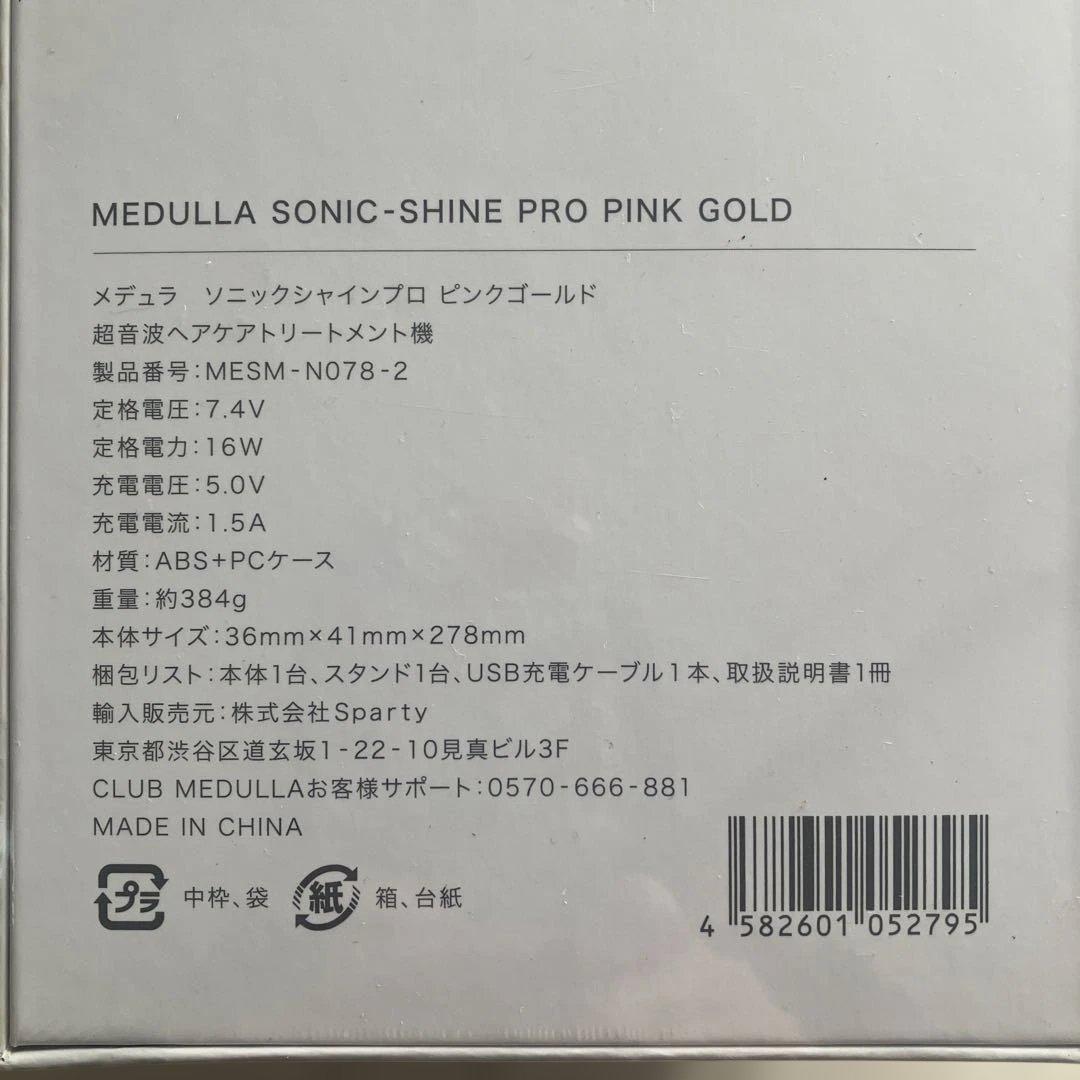 MEDULLA SONIC-SHINE PRO PINK GOLD
メデュラ　ソニックシャインプロ ピンクゴールド
超音波ヘアケアトリートメント機
製品番号:MESM-N078-2
定格電圧:7.4V
定格電力:16W
充電電圧:5.0V
充電電流:1.5A
材質:ABS+PCケース
重量:約384g
本体サイズ:36mm×41mm×278mm
梱包リスト:本体1台、スタンド1台、USB充電ケーブル1本、取扱説明書1冊
輸入販売元:株式会社Sparty
東京都渋谷区道玄坂1-22-10見真ビル3F
CLUB MEDULLAお客様サポート:0570-666-881
MADE IN CHINA
プラ 中枠、袋 紙 箱、台紙
4 582601 052795